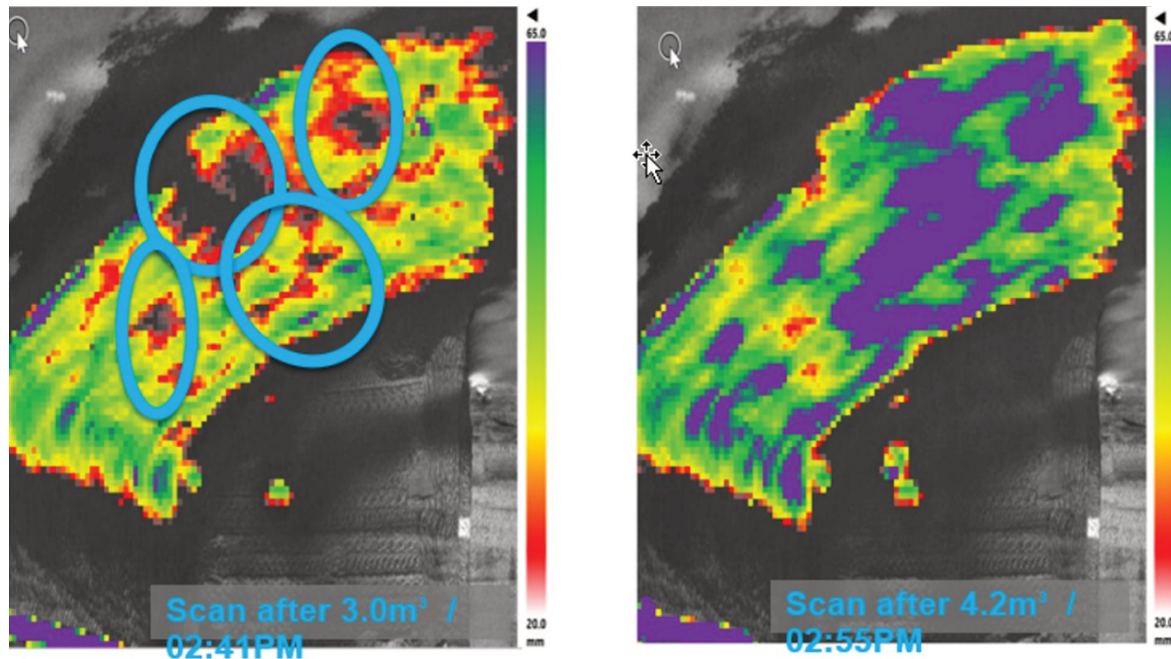 65.0
20.0
mm
Scan after 3.0m³ /
02:41PM
65.0
20.0
mm
Scan after 4.2m³ /
02:55PM